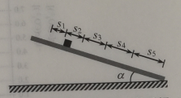 S₁ S₂ S₃ S₄ S₅
α